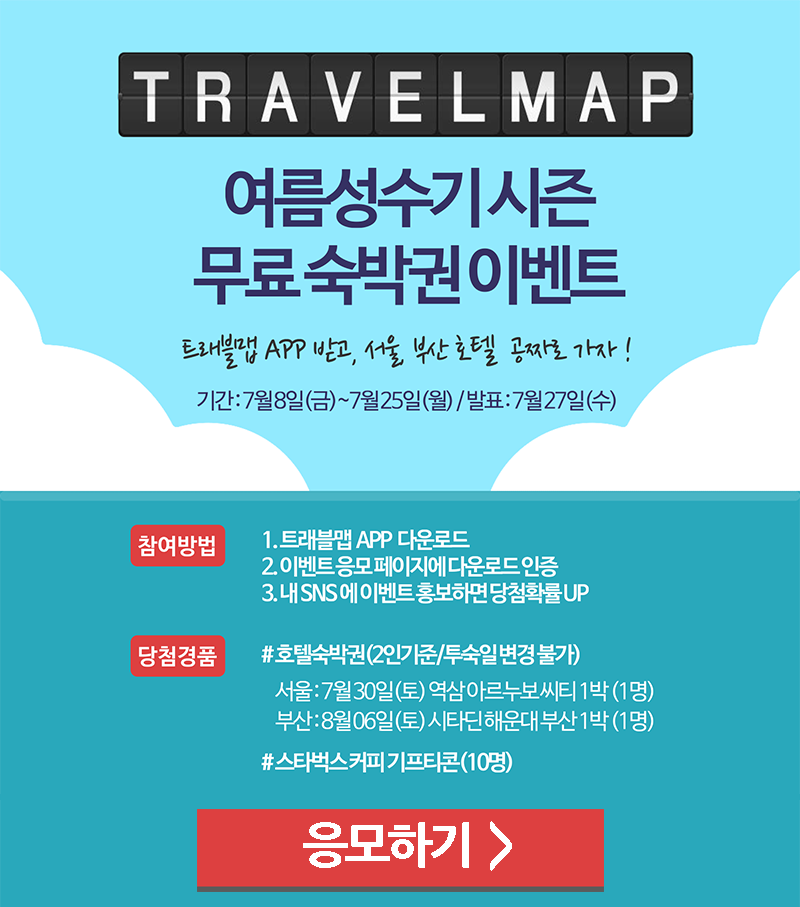 TRAVELMAP
여름성수기 시즌
무료 숙박권 이벤트
트래블맵 APP 받고, 서울, 부산 호텔 공짜로 가자!
기간 : 7월8일(금)~7월25일(월) / 발표 : 7월27일(수)
참여방법
1. 트래블맵 APP 다운로드
2. 이벤트 응모 페이지에 다운로드 인증
3. 내 SNS 에 이벤트 홍보하면 당첨확률 UP
당첨경품
# 호텔숙박권 (2인기준/투숙일 변경 불가)
서울 : 7월 30일(토) 역삼 아르누보 씨티 1박 (1명)
부산 : 8월 06일(토) 시타딘 해운대 부산 1박 (1명)
# 스타벅스 커피 기프티콘 (10명)
응모하기 >